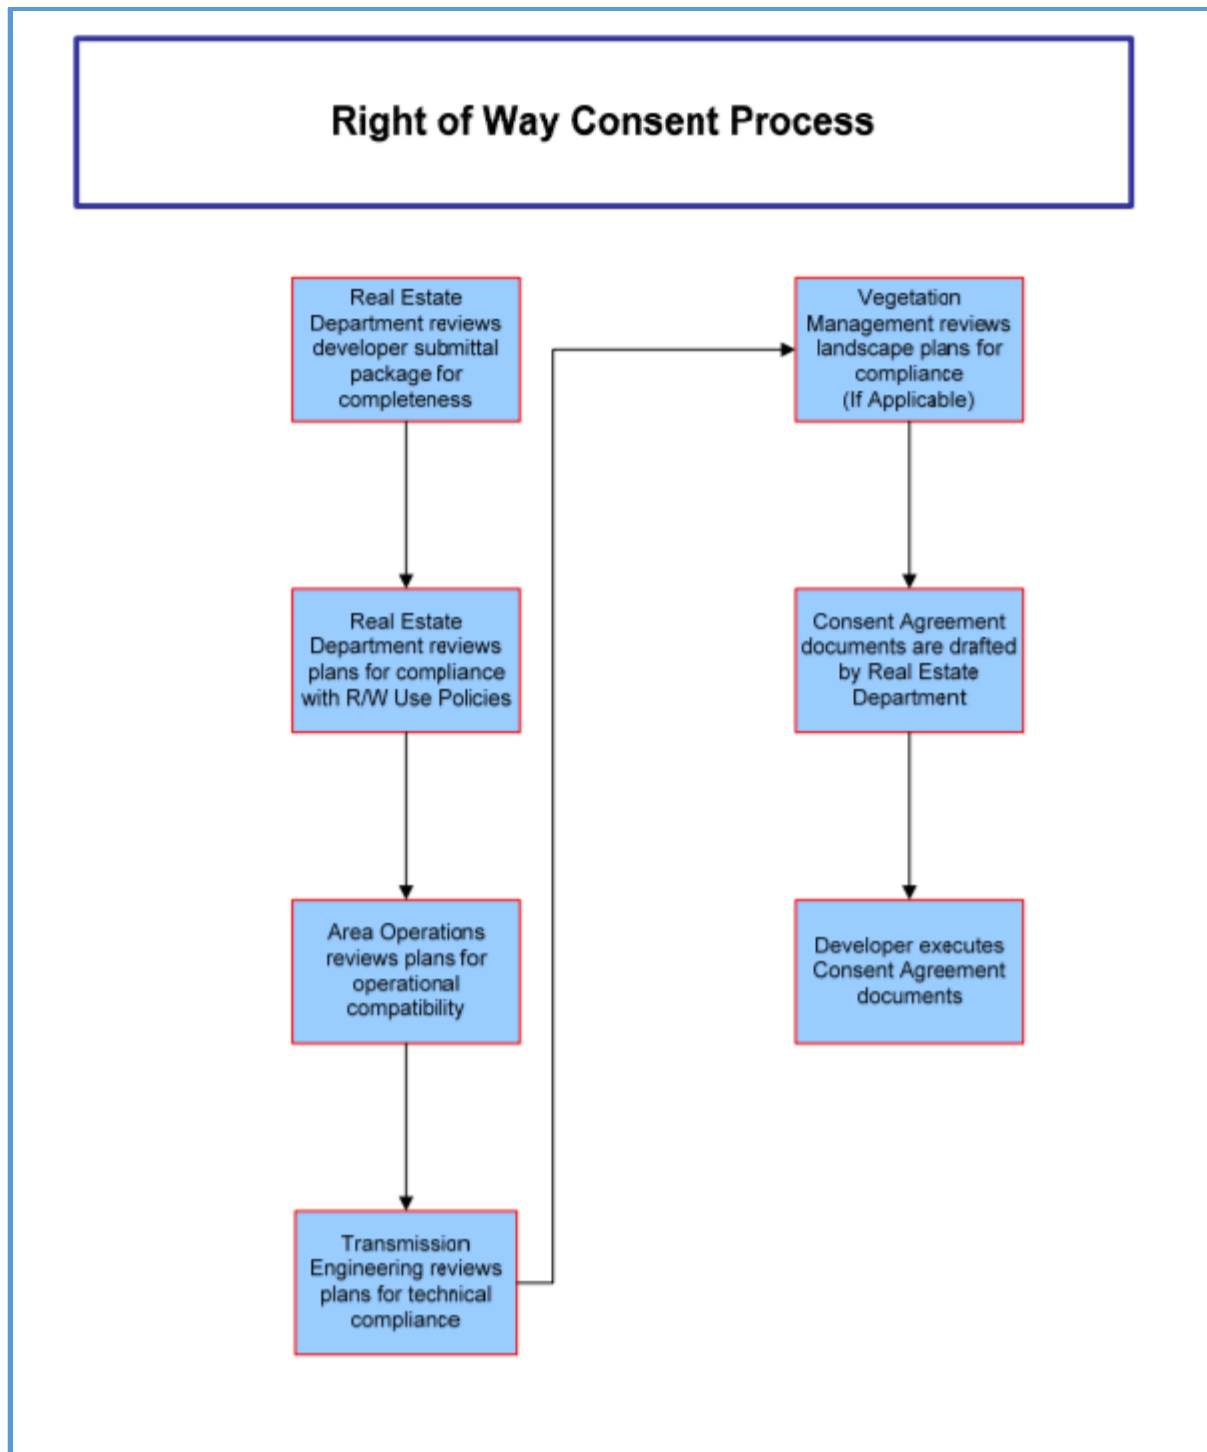 Right of Way Consent Process
Real Estate
Department reviews
developer submittal
package for
completeness
Real Estate
Department reviews
plans for compliance
with R/W Use Policies
Area Operations
reviews plans for
operational
compatibility
Transmission
Engineering reviews
plans for technical
compliance
Vegetation
Management reviews
landscape plans for
compliance
(If Applicable)
Consent Agreement
documents are drafted
by Real Estate
Department
Developer executes
Consent Agreement
documents